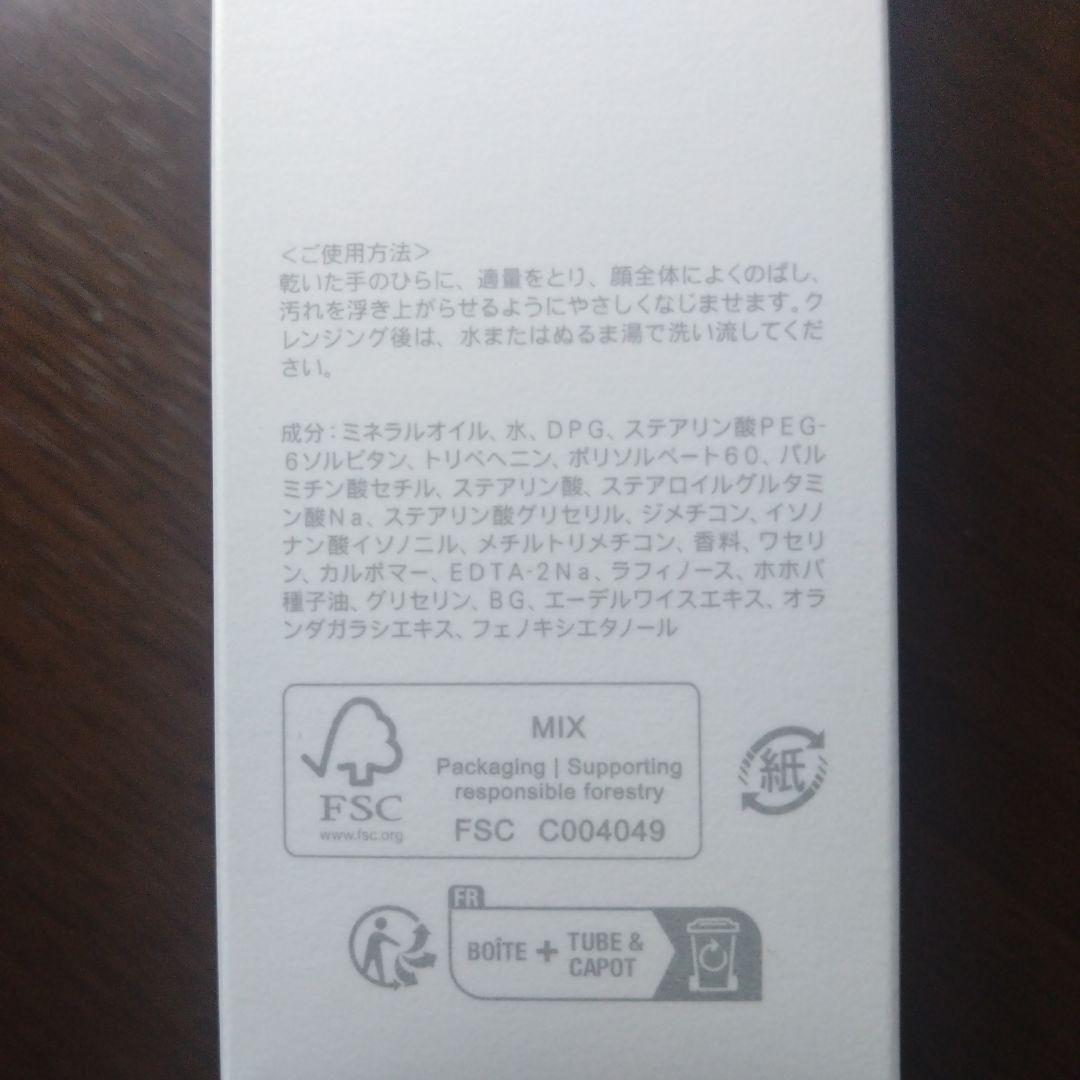 ＜ご使用方法＞
乾いた手のひらに、適量をとり、顔全体によくのばし、
汚れを浮き上がらせるようにやさしくなじませます。ク
レンジング後は、水またはぬるま湯で洗い流してくだ
さい。
成分：ミネラルオイル、水、DPG、ステアリン酸PEG-
6ソルビタン、トリベヘニン、ポリソルベート60、パル
ミチン酸セチル、ステアリン酸、ステアロイルグルタミ
ン酸Na、ステアリン酸グリセリル、ジメチコン、イソノ
ナン酸イソノニル、メチルトリメチコン、香料、ワセリ
ン、カルボマー、EDTA-2Na、ラフィノース、ホホバ
種子油、グリセリン、BG、エーデルワイスエキス、オラ
ンダガラシエキス、フェノキシエタノール
FSC
www.fsc.org
MIX
Packaging | Supporting
responsible forestry
FSC C004049
紙
FR
BOÎTE + TUBE &
CAPOT